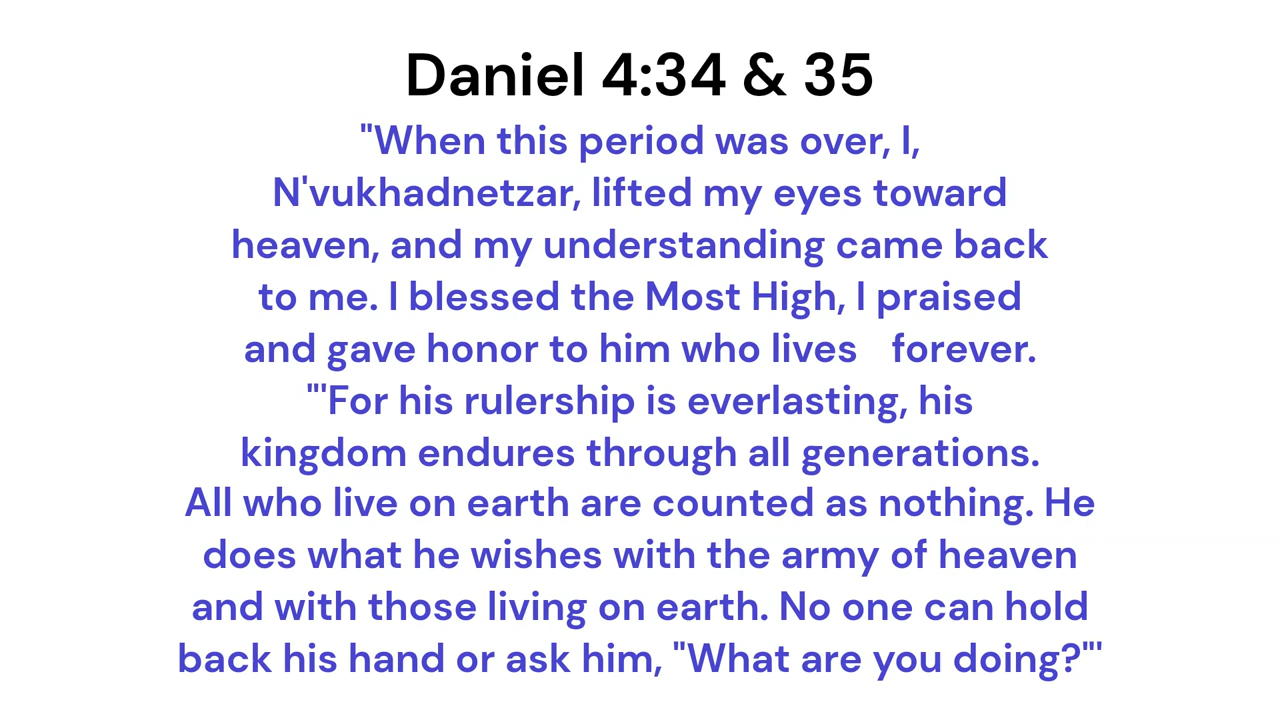 Daniel 4:34 & 35
"When this period was over, I,
N'vukhadnetzar, lifted my eyes toward
heaven, and my understanding came back
to me. I blessed the Most High, I praised
and gave honor to him who lives   forever.
"'For his rulership is everlasting, his
kingdom endures through all generations.
All who live on earth are counted as nothing. He
does what he wishes with the army of heaven
and with those living on earth. No one can hold
back his hand or ask him, "What are you doing?"'